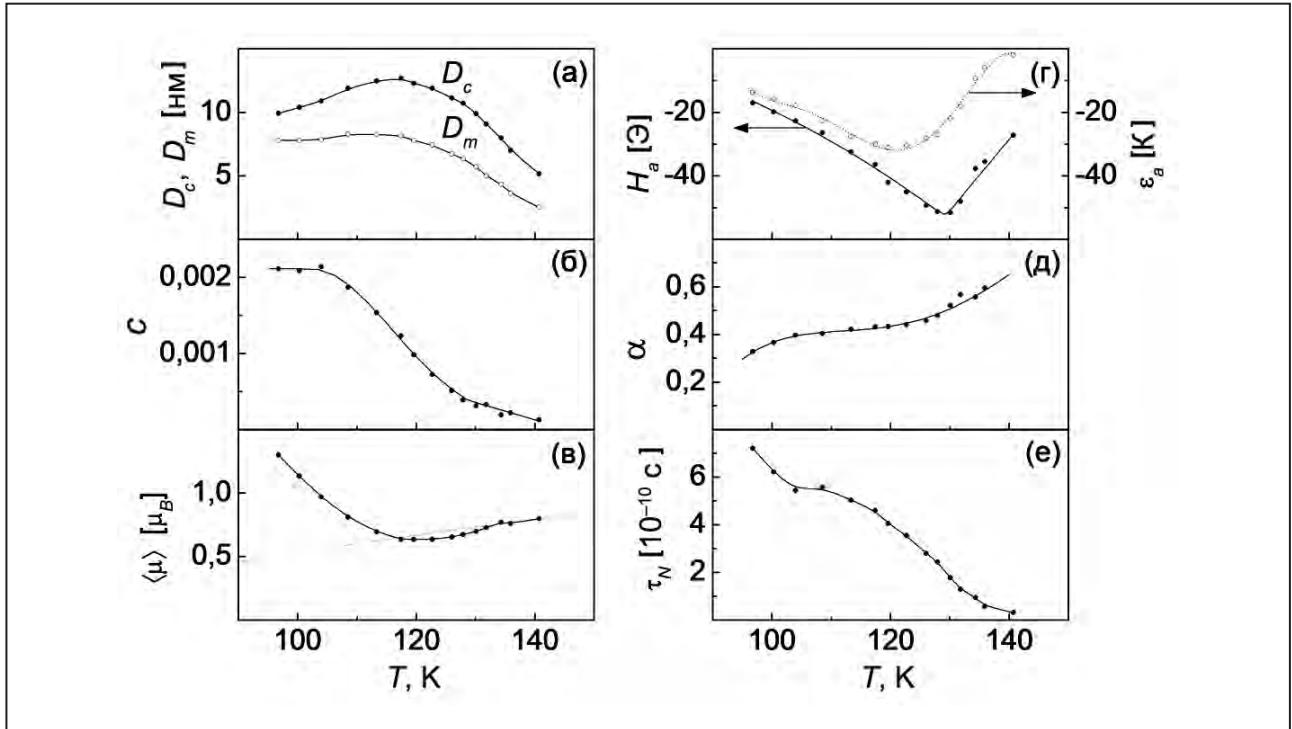 (а)
D_c, D_m [нм]
10
5
D_c
D_m
(б)
c
0,002
0,001
(в)
⟨μ⟩ [μ_B]
1,0
0,5
100 120 140
T, K
(г)
H_a [Э]
-20
-40
-20
-40
ε_a [К]
(д)
α
0,6
0,4
0,2
(е)
τ_N [10⁻¹⁰ с]
6
4
2
100 120 140
T, K